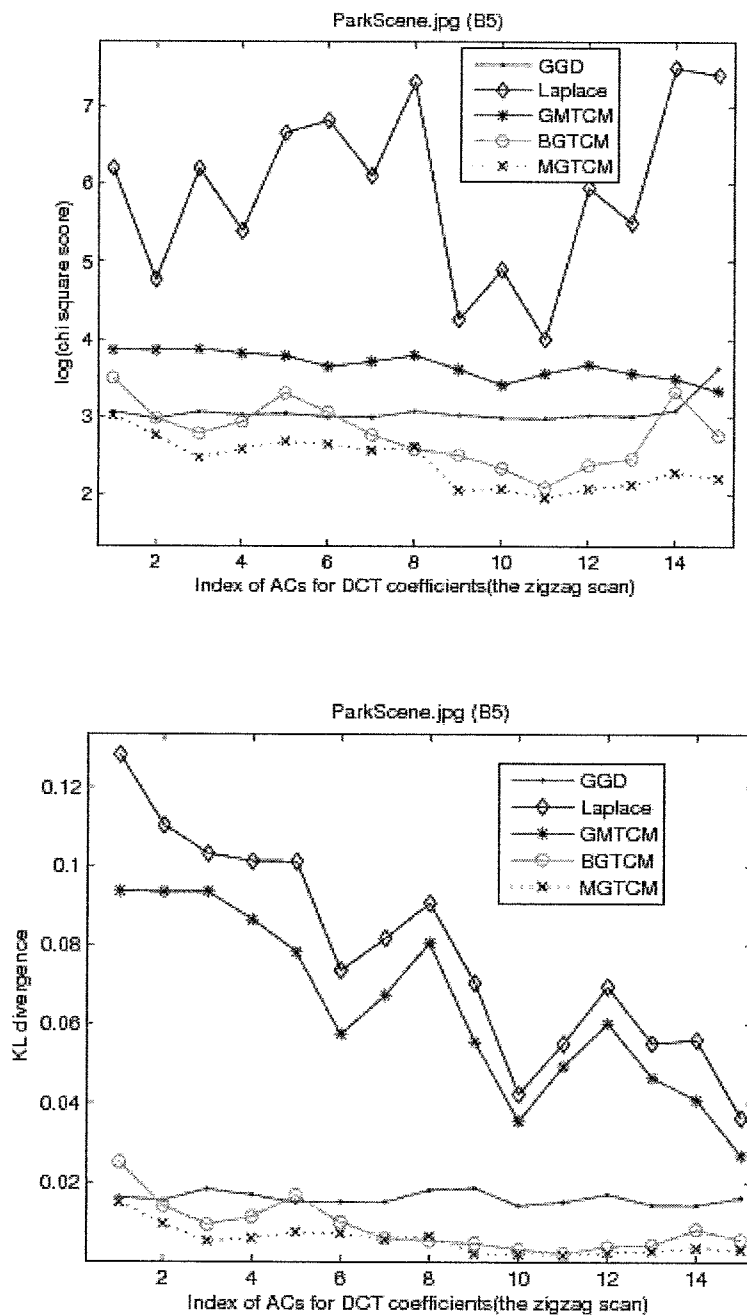 ParkScene.jpg (B5)
GGD
Laplace
GMTCM
BGTCM
MGTCM
log(chi square score)
7
6
5
4
3
2
2 4 6 8 10 12 14
Index of ACs for DCT coefficients(the zigzag scan)
ParkScene.jpg (B5)
GGD
Laplace
GMTCM
BGTCM
MGTCM
KL divergence
0.12
0.1
0.08
0.06
0.04
0.02
2 4 6 8 10 12 14
Index of ACs for DCT coefficients(the zigzag scan)